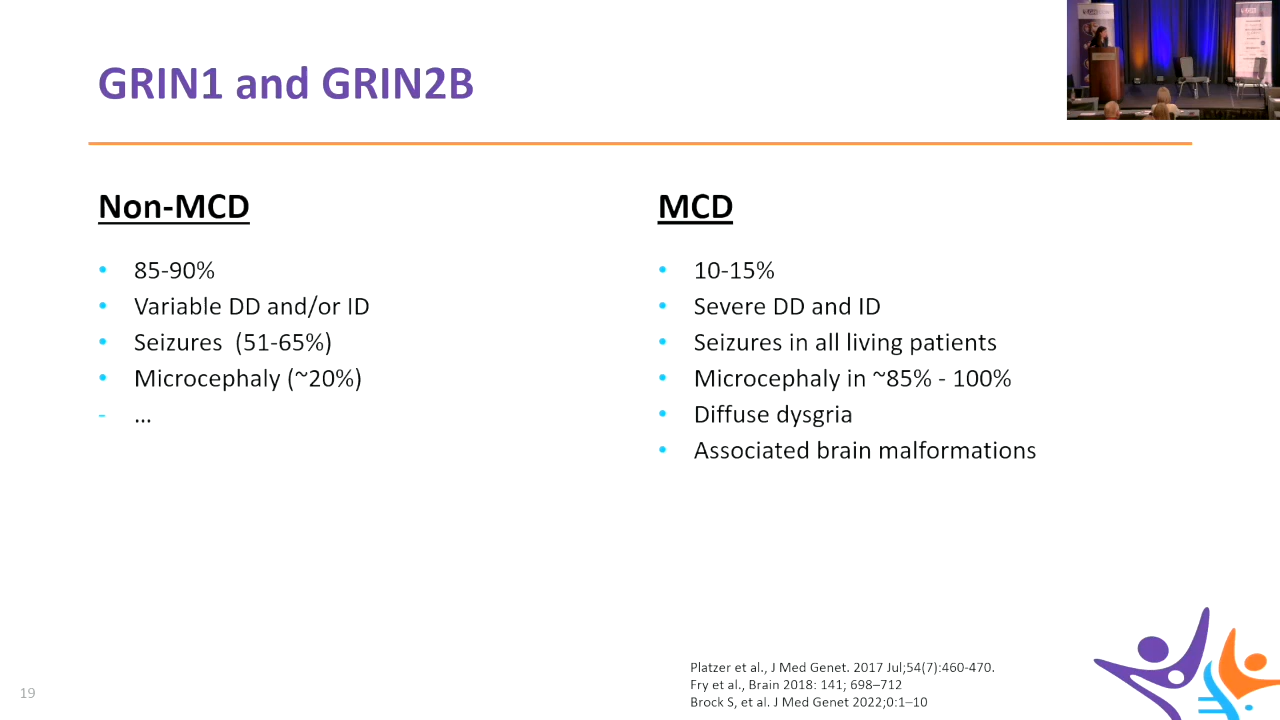 GRIN1 and GRIN2B
Non-MCD
• 85-90%
• Variable DD and/or ID
• Seizures (51-65%)
• Microcephaly (~20%)
- ...
MCD
• 10-15%
• Severe DD and ID
• Seizures in all living patients
• Microcephaly in ~85% - 100%
• Diffuse dysgria
• Associated brain malformations
Platzer et al., J Med Genet. 2017 Jul;54(7):460-470.
Fry et al., Brain 2018: 141; 698–712
Brock S, et al. J Med Genet 2022;0:1–10
19